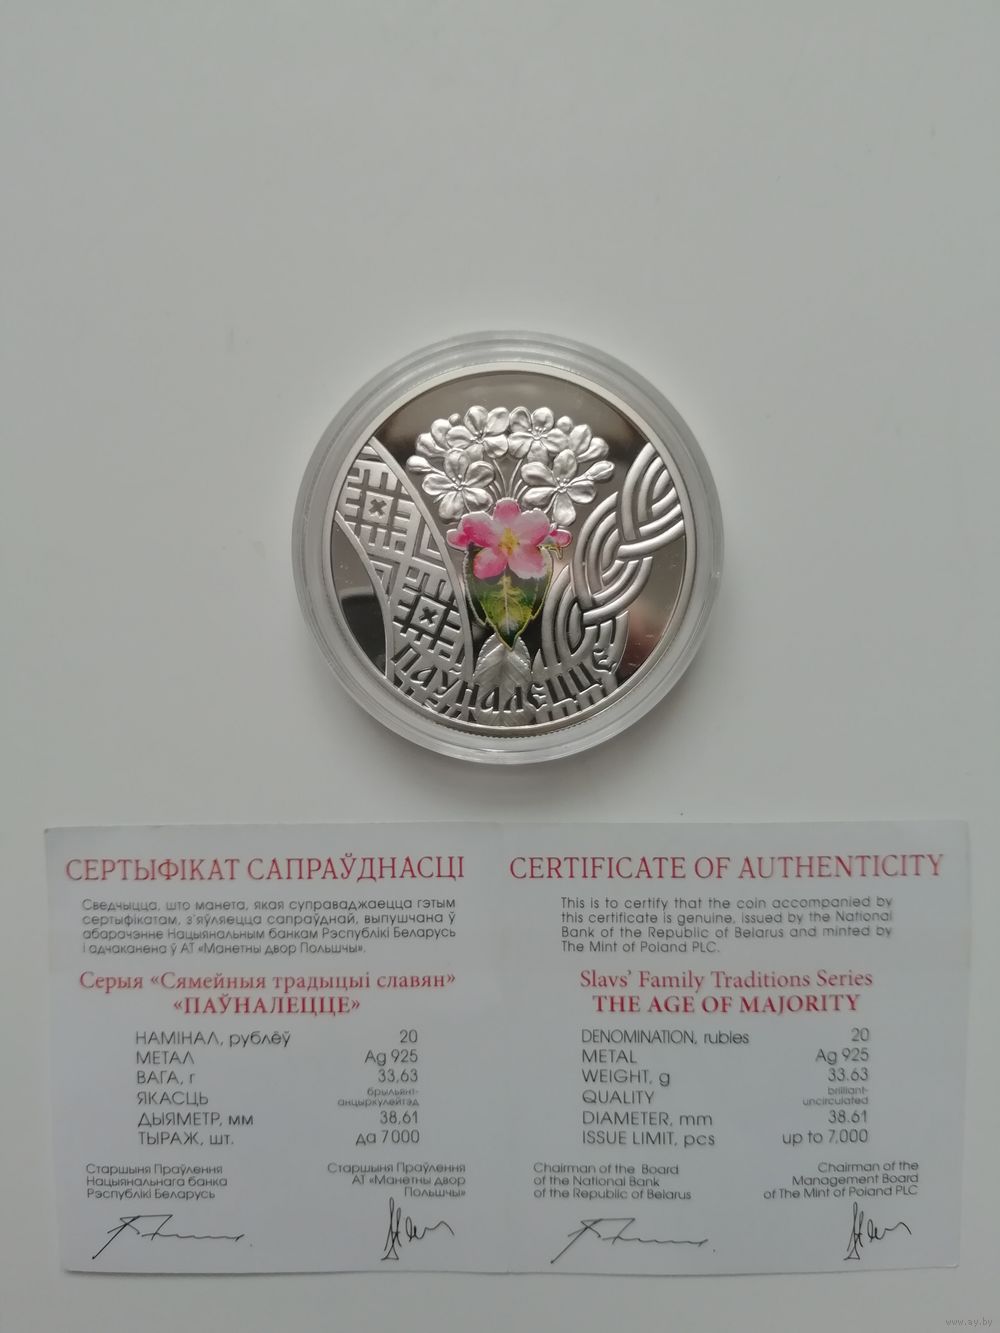 ПАЎНАЛЕЦЦЕ
СЕРТЫФІКАТ САПРАЎДНАСЦІ
Сведчыцца, што манета, якая суправаджаецца гэтым
сертыфікатам, з'яўляецца сапраўднай, выпушчана ў
абарачэнне Нацыянальным банкам Рэспублікі Беларусь
і адчаканена ў АТ «Манетны двор Польшчы».
Серыя «Сямейныя традыцыі славян»
«ПАЎНАЛЕЦЦЕ»
НАМІНАЛ, рублёў 20
МЕТАЛ Ag 925
ВАГА, г 33,63
ЯКАСЦЬ брыльянт-
анцыркулейтэд
ДЫЯМЕТР, мм 38,61
ТЫРАЖ, шт. да 7000
Старшыня Праўлення
Нацыянальнага банка
Рэспублікі Беларусь
Старшыня Праўлення
АТ «Манетны двор
Польшчы»
CERTIFICATE OF AUTHENTICITY
This is to certify that the coin accompanied by
this certificate is genuine, issued by the National
Bank of the Republic of Belarus and minted by
The Mint of Poland PLC.
Slavs' Family Traditions Series
THE AGE OF MAJORITY
DENOMINATION, rubles 20
METAL Ag 925
WEIGHT, g 33.63
QUALITY brilliant-
uncirculated
DIAMETER, mm 38.61
ISSUE LIMIT, pcs up to 7,000
Chairman of the Board
of the National Bank
of the Republic of Belarus
Chairman of the
Management Board
of The Mint of Poland PLC
www.ay.by